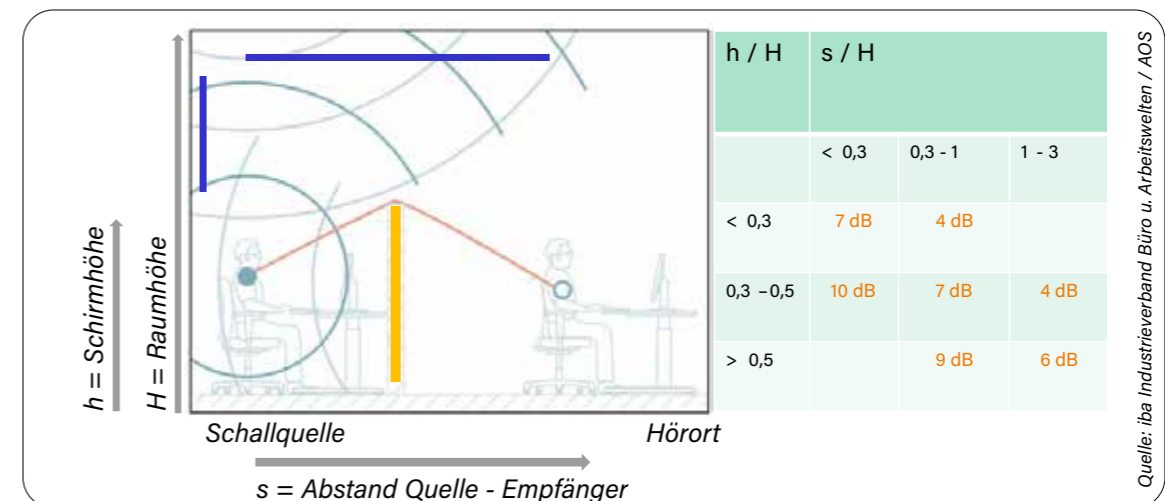 h = Schirmhöhe
H = Raumhöhe
Schallquelle
Hörort
s = Abstand Quelle - Empfänger
h / H s / H
< 0,3 0,3 - 1 1 - 3
< 0,3 7 dB 4 dB
0,3 – 0,5 10 dB 7 dB 4 dB
> 0,5 9 dB 6 dB
Quelle: iba Industrieverband Büro u. Arbeitswelten / AOS